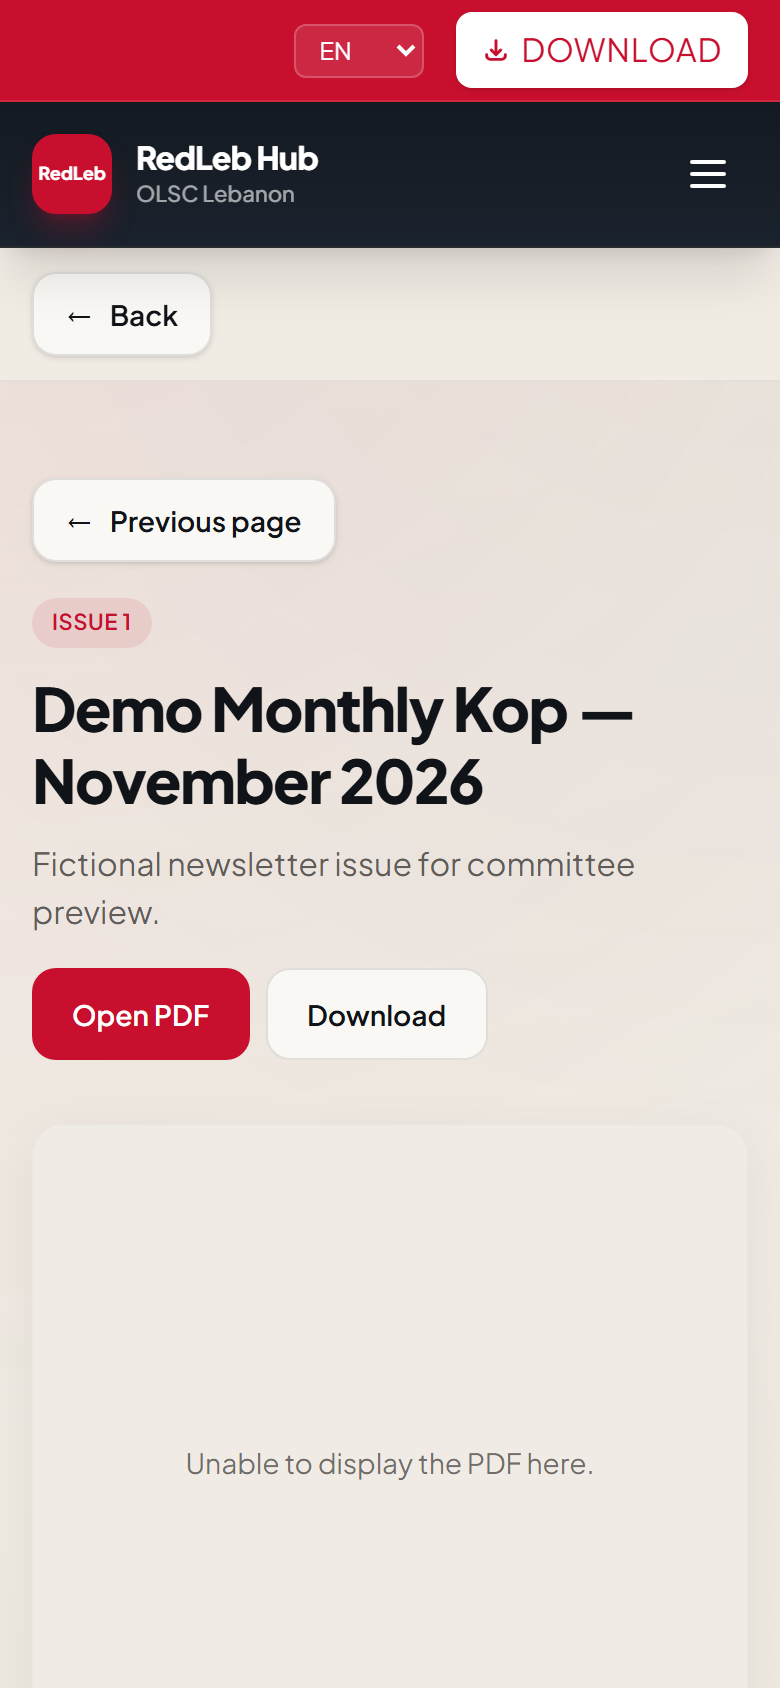 EN
DOWNLOAD
RedLeb
RedLeb Hub
OLSC Lebanon
← Back
← Previous page
ISSUE 1
Demo Monthly Kop —
November 2026
Fictional newsletter issue for committee
preview.
Open PDF
Download
Unable to display the PDF here.